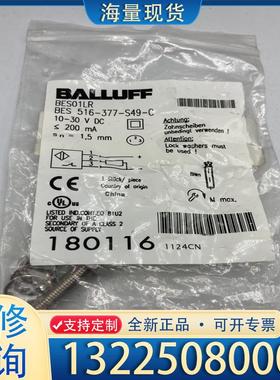 海量现货
BALLUFF
BES01LR
BES 516-377-S49-C
10-30 V DC
≤ 200 mA
sn = 1,5 mm
Achtung:
Zahnscheiben
unbedingt verwenden!
Attention:
Lock washers
must be used!
1 Stück/ piece
Country of origin
China
M max.
CE
LISTED IND.CONT.EQ 81U2
FOR USE IN THE
SECONDARY OF A CLASS 2
SOURCE OF SUPPLY
180116
1124CN
支持定制
全新正品
可开专票
修
询
1322508000